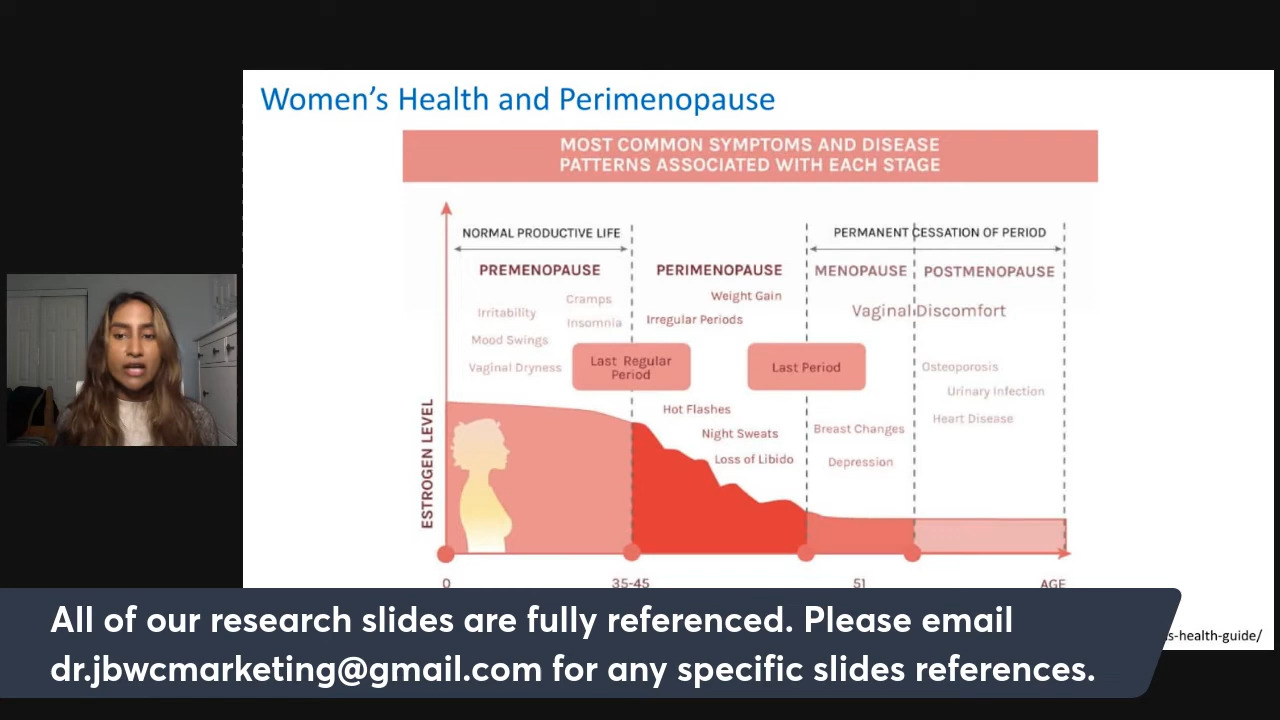 Women's Health and Perimenopause
MOST COMMON SYMPTOMS AND DISEASE
PATTERNS ASSOCIATED WITH EACH STAGE
NORMAL PRODUCTIVE LIFE
PERMANENT CESSATION OF PERIOD
PREMENOPAUSE
PERIMENOPAUSE
MENOPAUSE
POSTMENOPAUSE
Cramps
Irritability
Insomnia
Mood Swings
Vaginal Dryness
Weight Gain
Irregular Periods
Vaginal Discomfort
Last Regular
Period
Last Period
Osteoporosis
Urinary Infection
Heart Disease
Hot Flashes
Night Sweats
Loss of Libido
Breast Changes
Depression
ESTROGEN LEVEL
0
35-45
51
AGE
s-health-guide/
All of our research slides are fully referenced. Please email
dr.jbwcmarketing@gmail.com for any specific slides references.